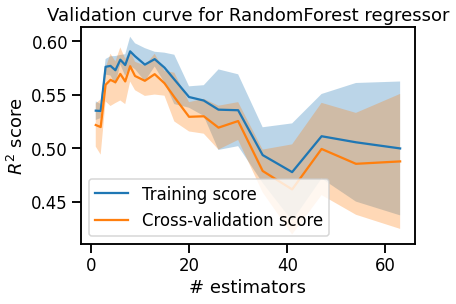 Validation curve for RandomForest regressor
0.60
0.55
0.50
0.45
R² score
Training score
Cross-validation score
0 20 40 60
# estimators